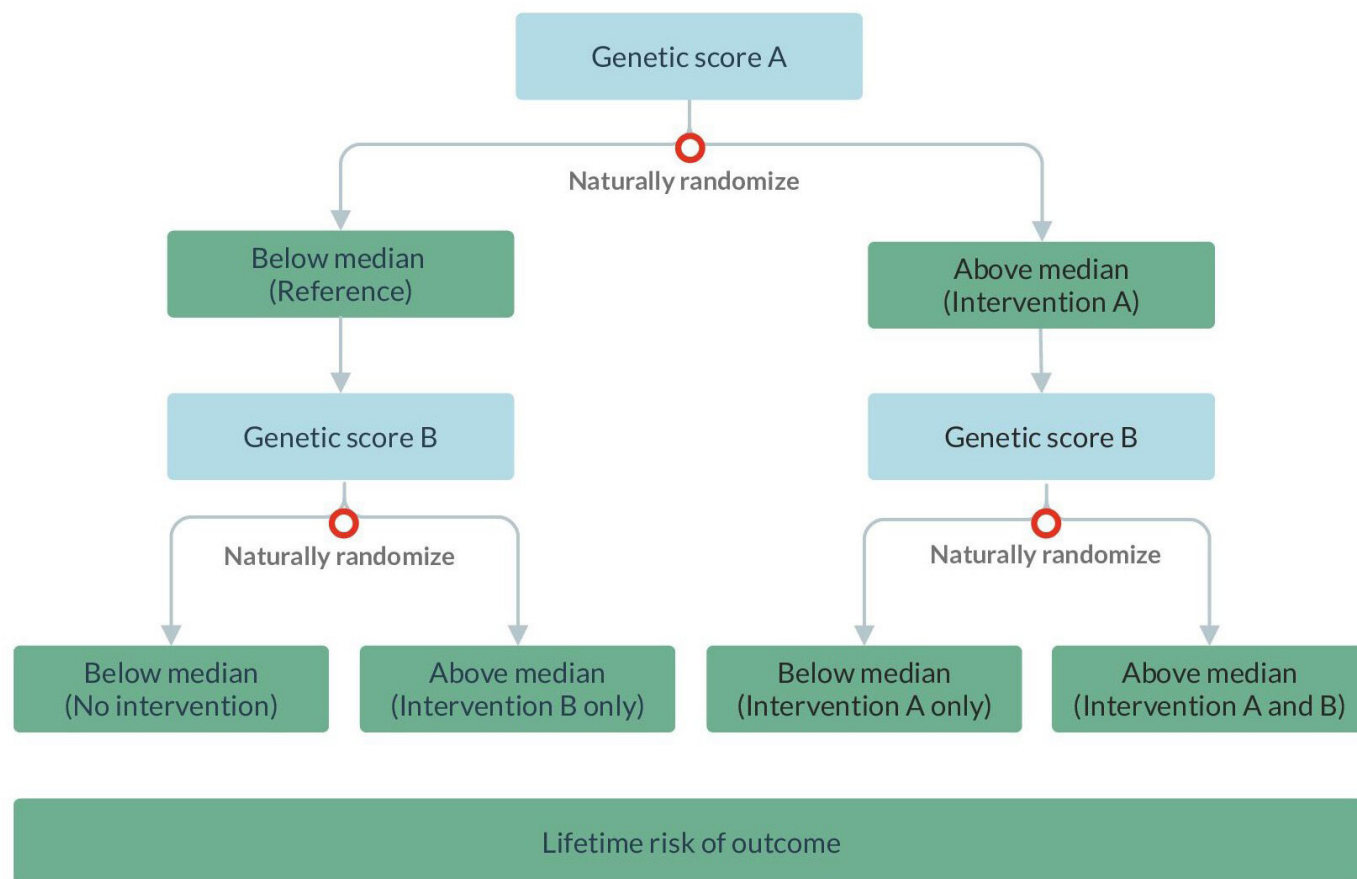 Genetic score A
Naturally randomize
Below median
(Reference)
Above median
(Intervention A)
Genetic score B
Genetic score B
Naturally randomize
Naturally randomize
Below median
(No intervention)
Above median
(Intervention B only)
Below median
(Intervention A only)
Above median
(Intervention A and B)
Lifetime risk of outcome